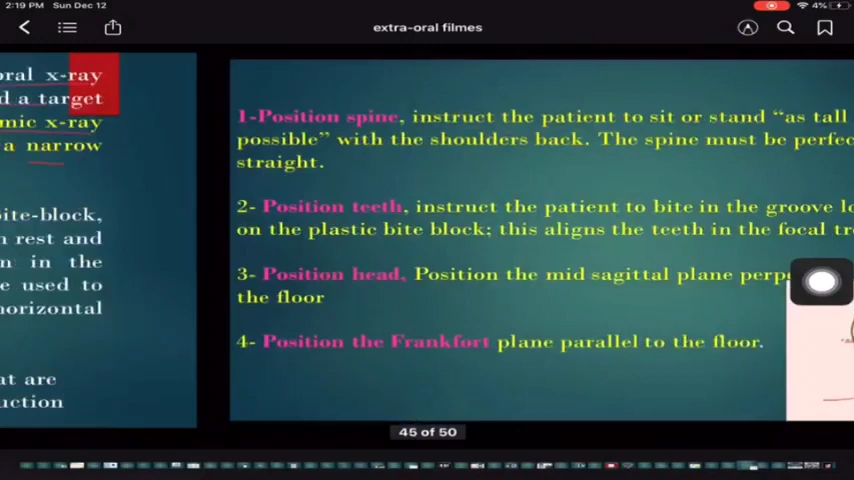 2:19 PM Sun Dec 12
4%
extra-oral filmes
oral x-ray
d a target
mic x-ray
a narrow
bite-block,
n rest and
n in the
e used to
horizontal
at are
uction
1-Position spine, instruct the patient to sit or stand “as tall
possible” with the shoulders back. The spine must be perfec
straight.
2- Position teeth, instruct the patient to bite in the groove lo
on the plastic bite block; this aligns the teeth in the focal tro
3- Position head, Position the mid sagittal plane perp
the floor
4- Position the Frankfort plane parallel to the floor.
45 of 50